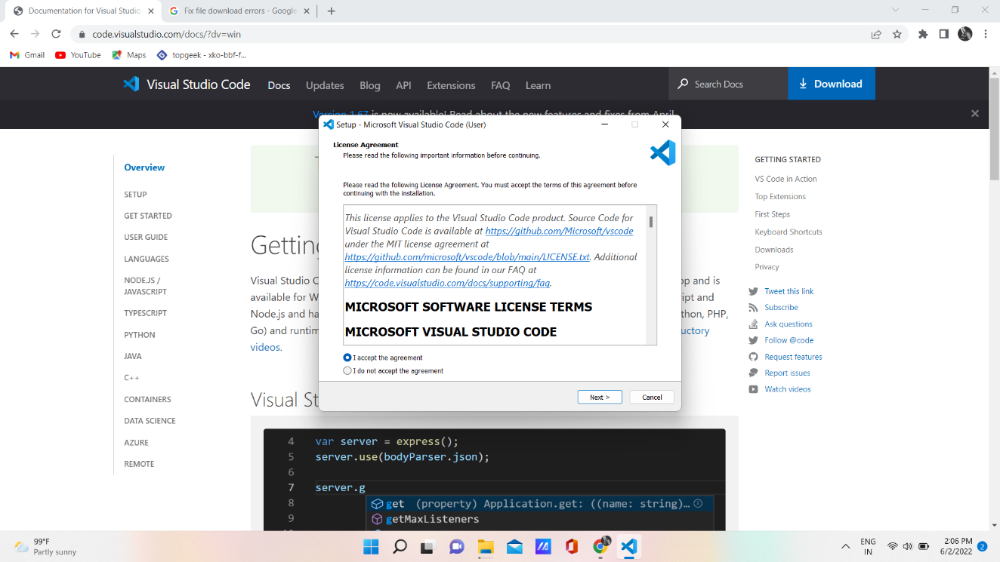 Documentation for Visual Studio
Fix file download errors - Google
code.visualstudio.com/docs/?dv=win
Gmail
YouTube
Maps
topgeek - xko-bbf-f...
Visual Studio Code
Docs
Updates
Blog
API
Extensions
FAQ
Learn
Search Docs
Download
Version 1.67 is now available! Read about the new features and fixes from April.
Setup - Microsoft Visual Studio Code (User)
License Agreement
Please read the following important information before continuing.
Please read the following License Agreement. You must accept the terms of this agreement before
continuing with the installation.
This license applies to the Visual Studio Code product. Source Code for
Visual Studio Code is available at https://github.com/Microsoft/vscode
under the MIT license agreement at
https://github.com/microsoft/vscode/blob/main/LICENSE.txt. Additional
license information can be found in our FAQ at
https://code.visualstudio.com/docs/supporting/faq.
MICROSOFT SOFTWARE LICENSE TERMS
MICROSOFT VISUAL STUDIO CODE
I accept the agreement
I do not accept the agreement
Next >
Cancel
Overview
SETUP
GET STARTED
USER GUIDE
LANGUAGES
NODE.JS /
JAVASCRIPT
TYPESCRIPT
PYTHON
JAVA
C++
CONTAINERS
DATA SCIENCE
AZURE
REMOTE
Getting
Visual Studio C
op and is
available for W
ipt and
Node.js and ha
thon, PHP,
Go) and runtim
uctory
videos.
Visual St
4 var server = express();
5 server.use(bodyParser.json);
6
7 server.g
8 get (property) Application.get: ((name: string)...
9 getMaxListeners
GETTING STARTED
VS Code in Action
Top Extensions
First Steps
Keyboard Shortcuts
Downloads
Privacy
Tweet this link
Subscribe
Ask questions
Follow @code
Request features
Report issues
Watch videos
99°F
Partly sunny
ENG
IN
2:06 PM
6/2/2022
2